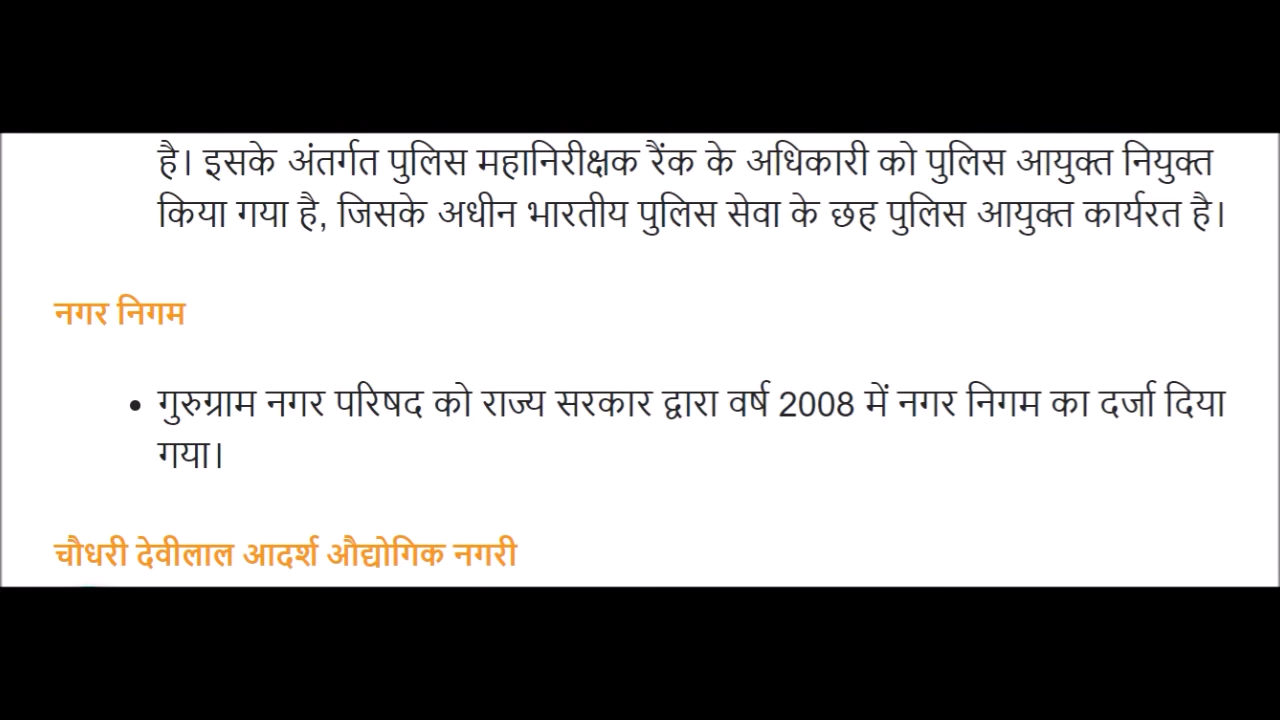 है। इसके अंतर्गत पुलिस महानिरीक्षक रैंक के अधिकारी को पुलिस आयुक्त नियुक्त
किया गया है, जिसके अधीन भारतीय पुलिस सेवा के छह पुलिस आयुक्त कार्यरत है।
नगर निगम
• गुरुग्राम नगर परिषद को राज्य सरकार द्वारा वर्ष 2008 में नगर निगम का दर्जा दिया
गया।
चौधरी देवीलाल आदर्श औद्योगिक नगरी